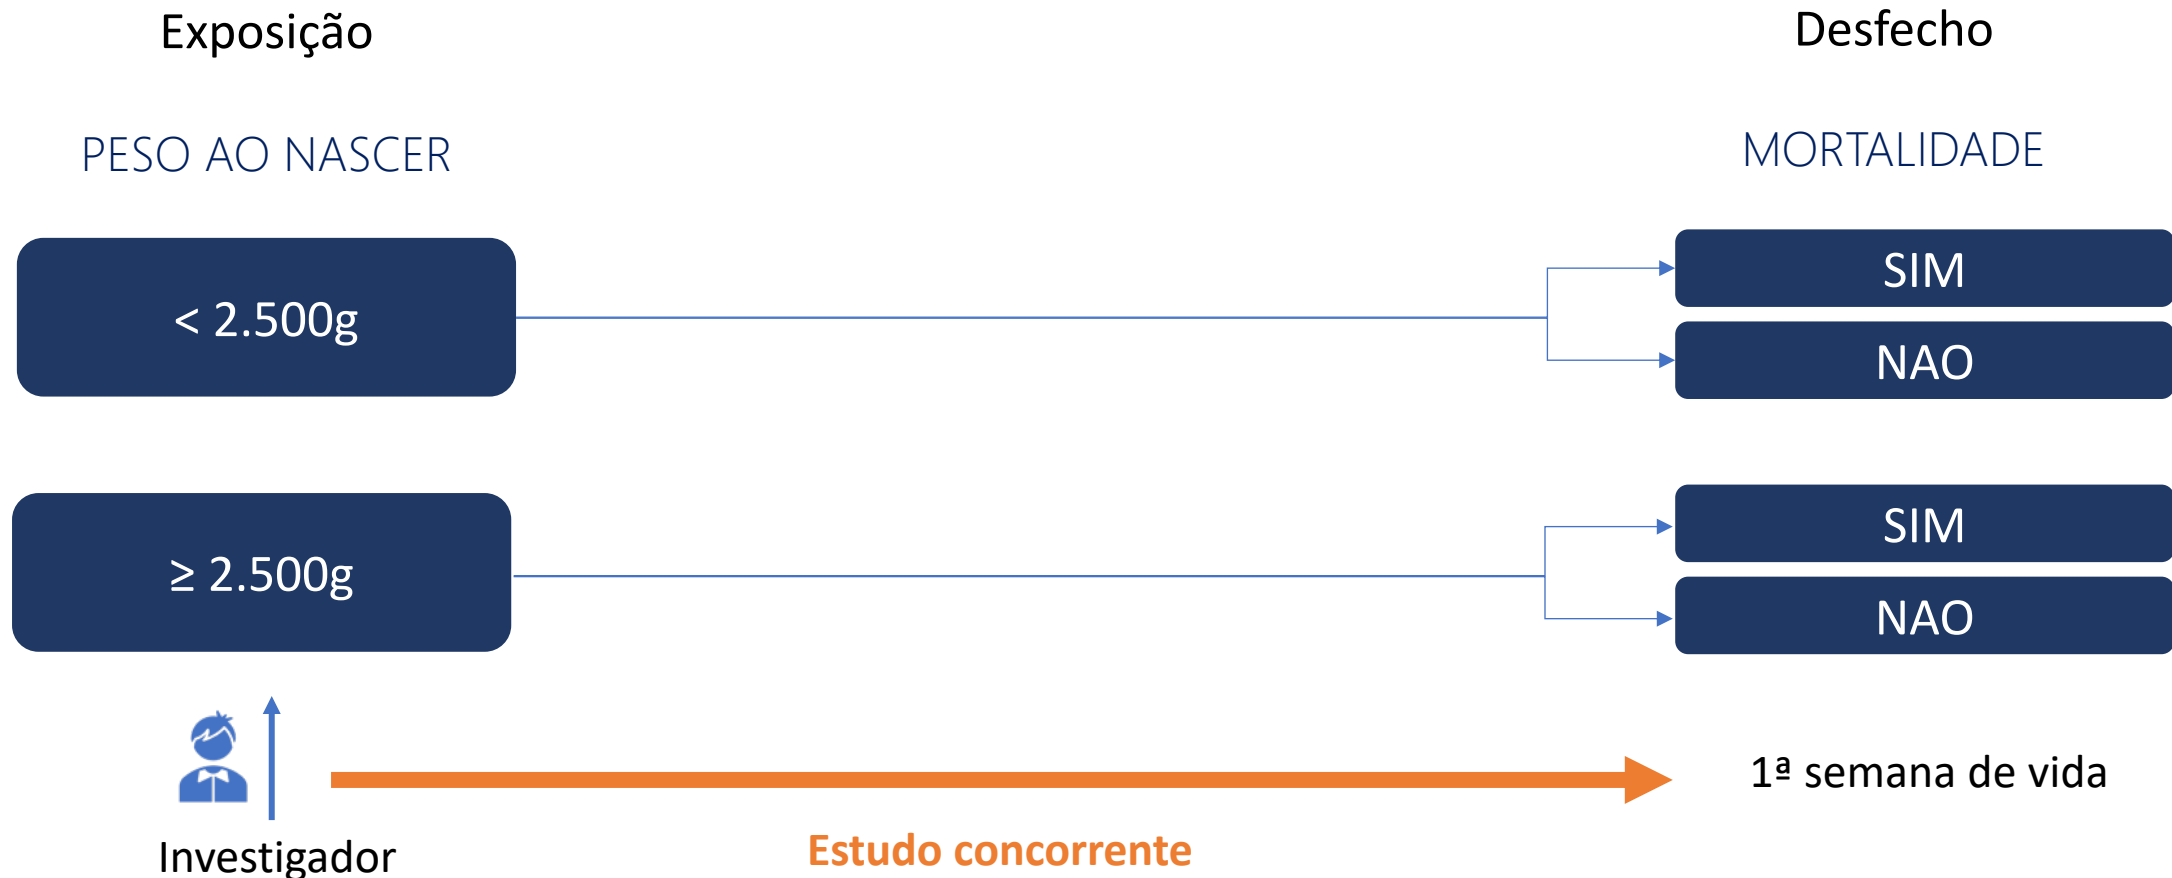 Exposição
Desfecho
PESO AO NASCER
MORTALIDADE
< 2.500g
SIM
NAO
≥ 2.500g
SIM
NAO
1ª semana de vida
Investigador
Estudo concorrente